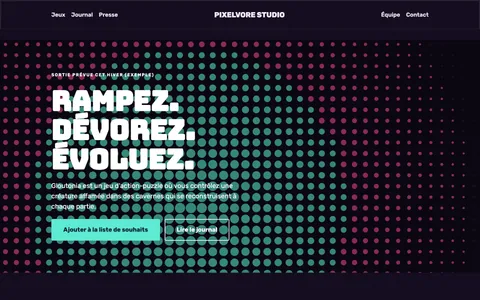 Jeux Journal Presse PIXELVORE STUDIO Équipe Contact
SORTIE PRÉVUE CET HIVER (EXEMPLE)
RAMPEZ.
DÉVOREZ.
ÉVOLUEZ.
Gloutonia est un jeu d'action-puzzle où vous contrôlez une
créature affamée dans des cavernes qui se reconstruisent à
chaque partie.
Ajouter à la liste de souhaits Lire le journal